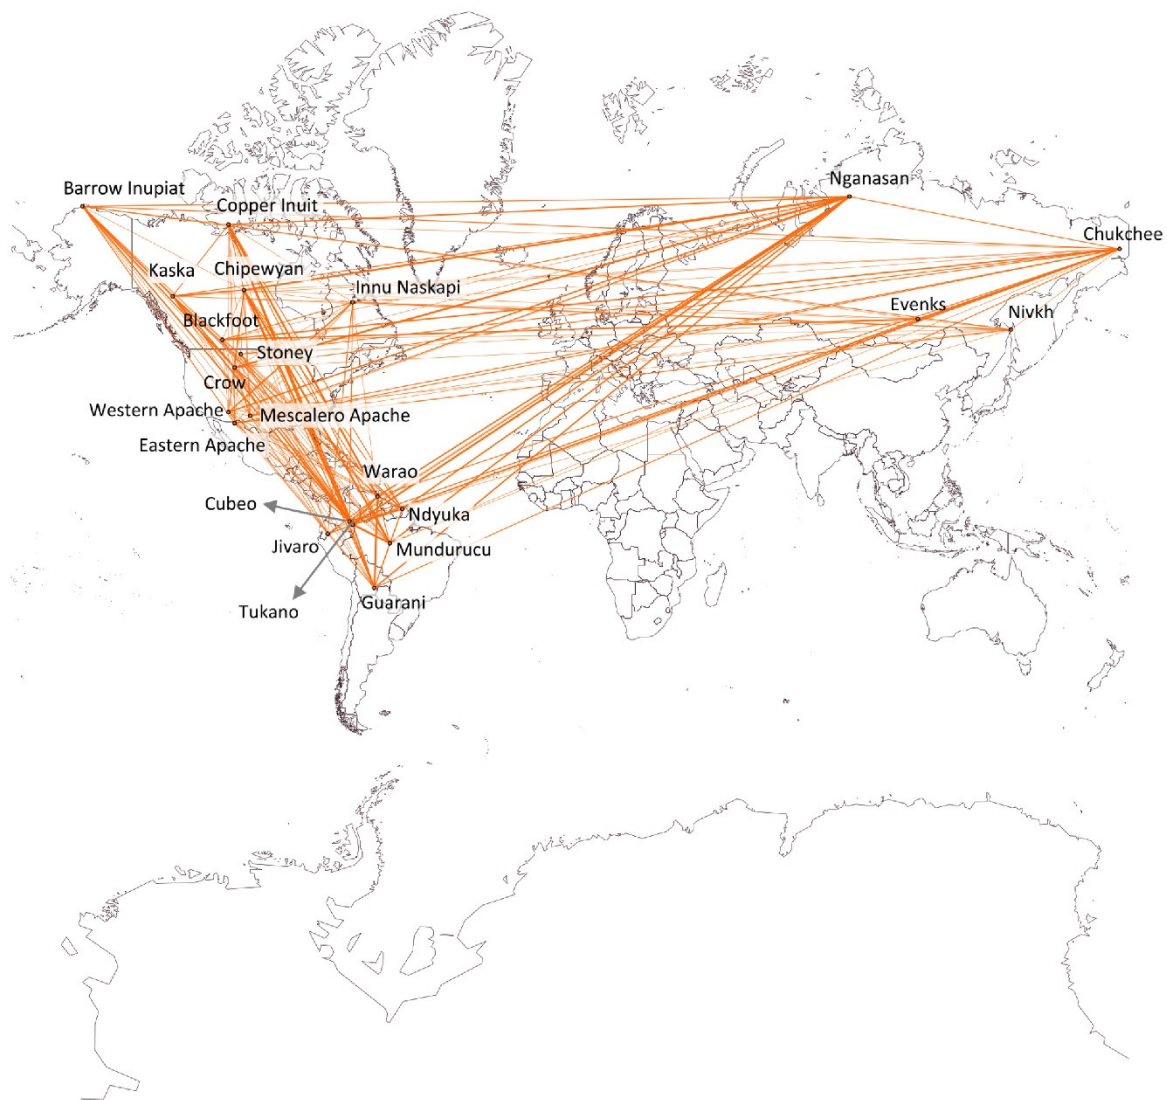 Nganasan
Barrow Inupiat
Copper Inuit
Chukchee
Kaska
Chipewyan
Innu Naskapi
Evenks
Nivkh
Blackfoot
Stoney
Crow
Western Apache
Mescalero Apache
Eastern Apache
Warao
Cubeo
Ndyuka
Jivaro
Mundurucu
Guarani
Tukano